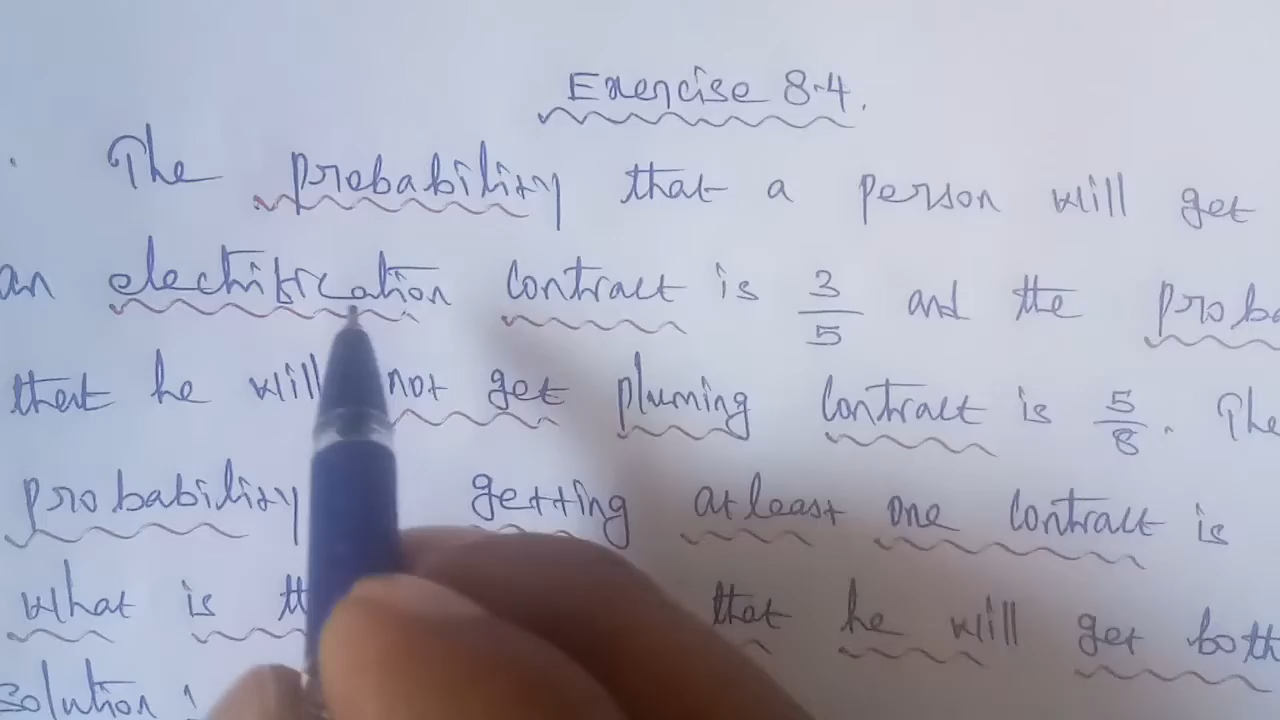 Exercise 8.4.
The probability that a person will get
an electrification contract is 3/5 and the
that he will not get pluming contract is 5/8. The
probability getting atleast one contract is
what is that he will get both
Solution :